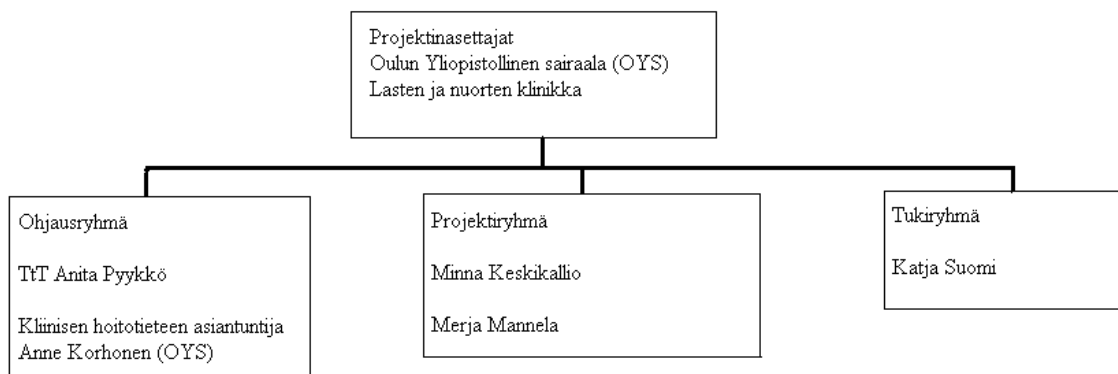 Projektinasettajat
Oulun Yliopistollinen sairaala (OYS)
Lasten ja nuorten klinikka
Ohjausryhmä
TtT Anita Pyykkö
Kliinisen hoitotieteen asiantuntija
Anne Korhonen (OYS)
Projektiryhmä
Minna Keskikallio
Merja Mannela
Tukiryhmä
Katja Suomi